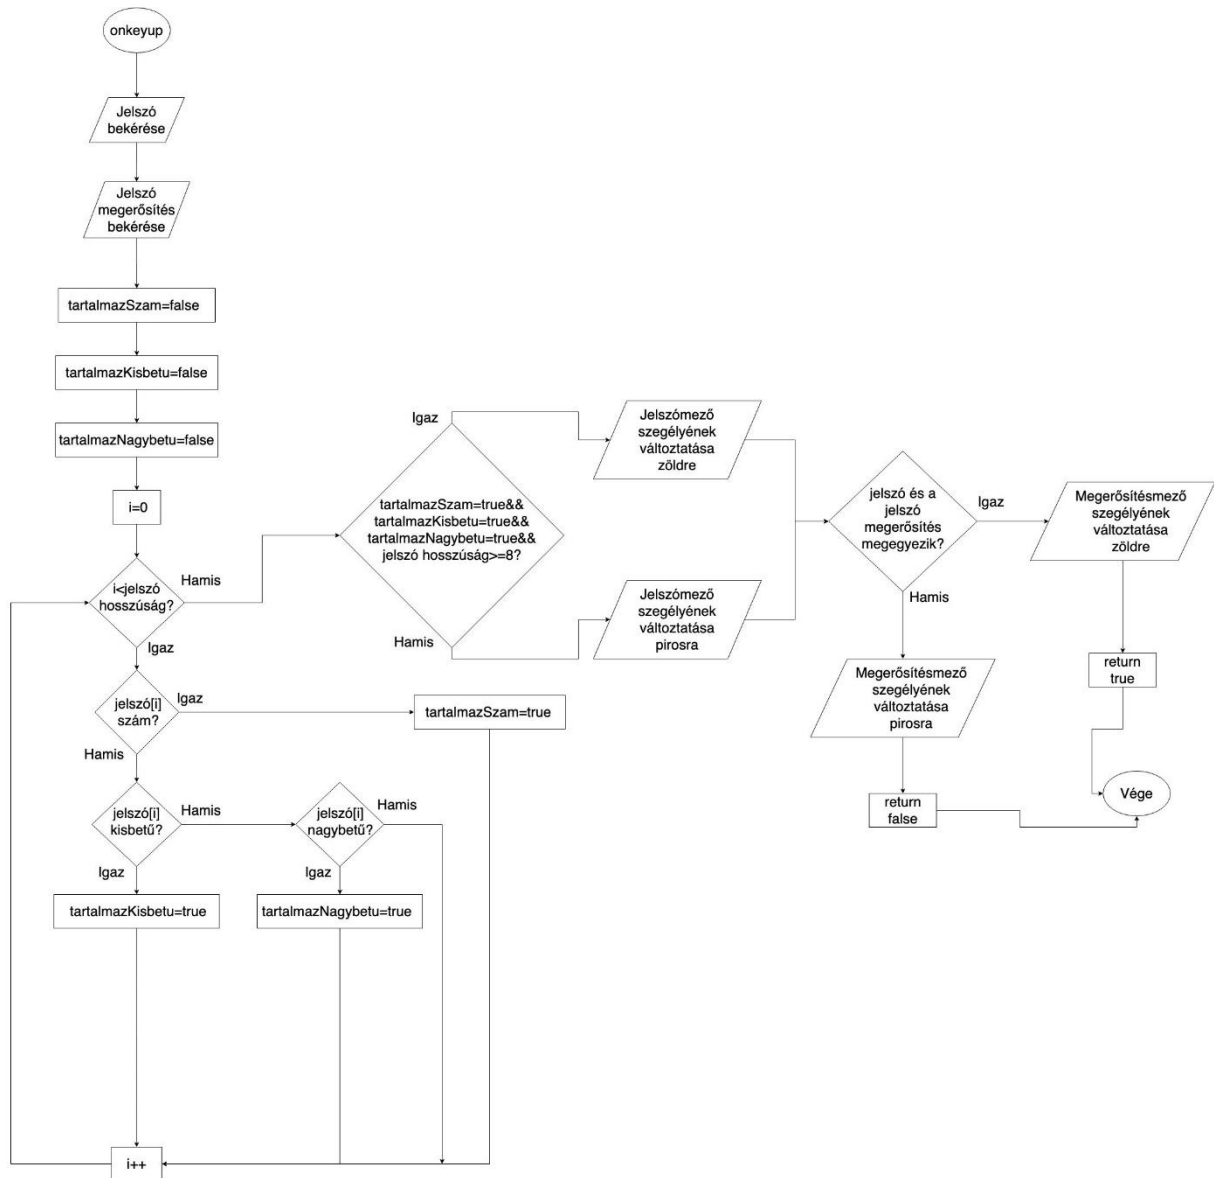 onkeyup
Jelszó
bekérése
Jelszó
megerősítés
bekérése
tartalmazSzam=false
tartalmazKisbetu=false
tartalmazNagybetu=false
i=0
i<jelszó
hosszúság?
Hamis
Igaz
jelszó[i]
szám?
Igaz
Hamis
tartalmazSzam=true
jelszó[i]
kisbetű?
Hamis
Igaz
jelszó[i]
nagybetű?
Hamis
Igaz
tartalmazKisbetu=true
tartalmazNagybetu=true
i++
tartalmazSzam=true&&
tartalmazKisbetu=true&&
tartalmazNagybetu=true&&
jelszó hosszúság>=8?
Igaz
Hamis
Jelszómező
szegélyének
változtatása
zöldre
Jelszómező
szegélyének
változtatása
pirosra
jelszó és a
jelszó
megerősítés
megegyezik?
Igaz
Hamis
Megerősítésmező
szegélyének
változtatása
zöldre
return
true
Megerősítésmező
szegélyének
változtatása
pirosra
return
false
Vége